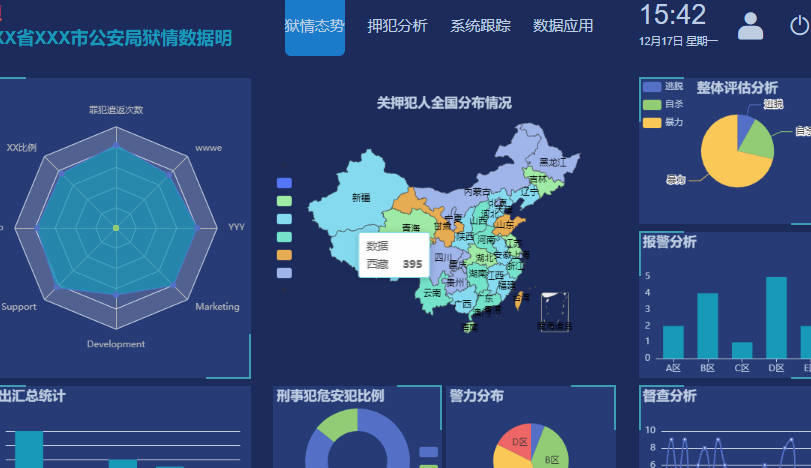 XX省XXX市公安局狱情数据明
狱情态势
押犯分析
系统跟踪
数据应用
15:42
12月17日 星期一
罪犯遣返次数
XX比例
wwwe
YYY
Support
Marketing
Development
关押犯人全国分布情况
黑龙江
吉林
内蒙古
辽宁
新疆
北京
河北
山西
宁夏
山东
青海
甘肃
陕西
河南
江苏
数据
西藏 395
四川
重庆
湖北
安徽
上海
浙江
湖南
江西
贵州
福建
云南
广东
台湾
海南
南海诸岛
整体评估分析
逃脱
自杀
暴力
逃脱
暴力
报警分析
5
4
3
2
1
0
A区
B区
C区
D区
出汇总统计
刑事犯危安犯比例
警力分布
D区
B区
督查分析
10
8
6